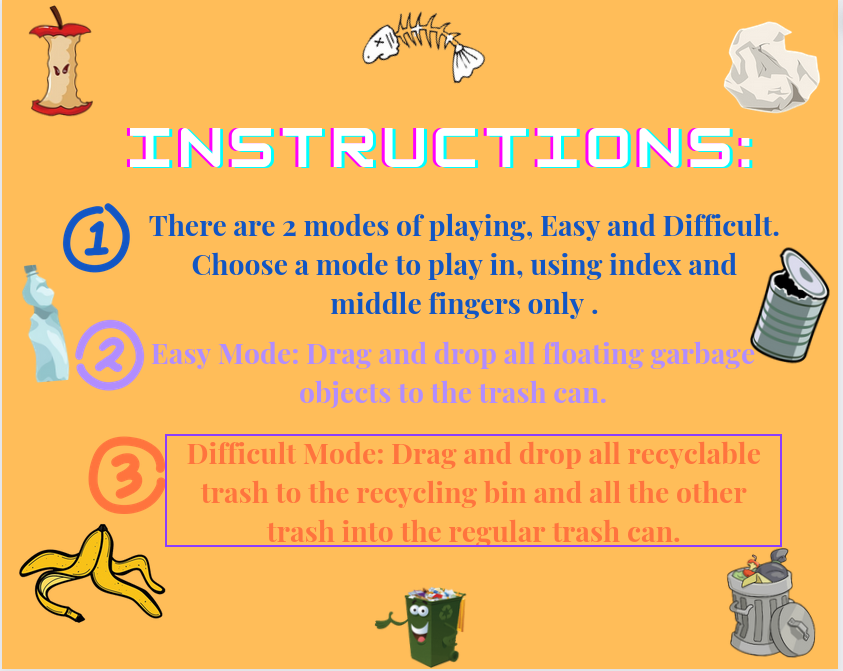 INSTRUCTIONS:
1 There are 2 modes of playing, Easy and Difficult.
Choose a mode to play in, using index and
middle fingers only .
2 Easy Mode: Drag and drop all floating garbage
objects to the trash can.
3 Difficult Mode: Drag and drop all recyclable
trash to the recycling bin and all the other
trash into the regular trash can.